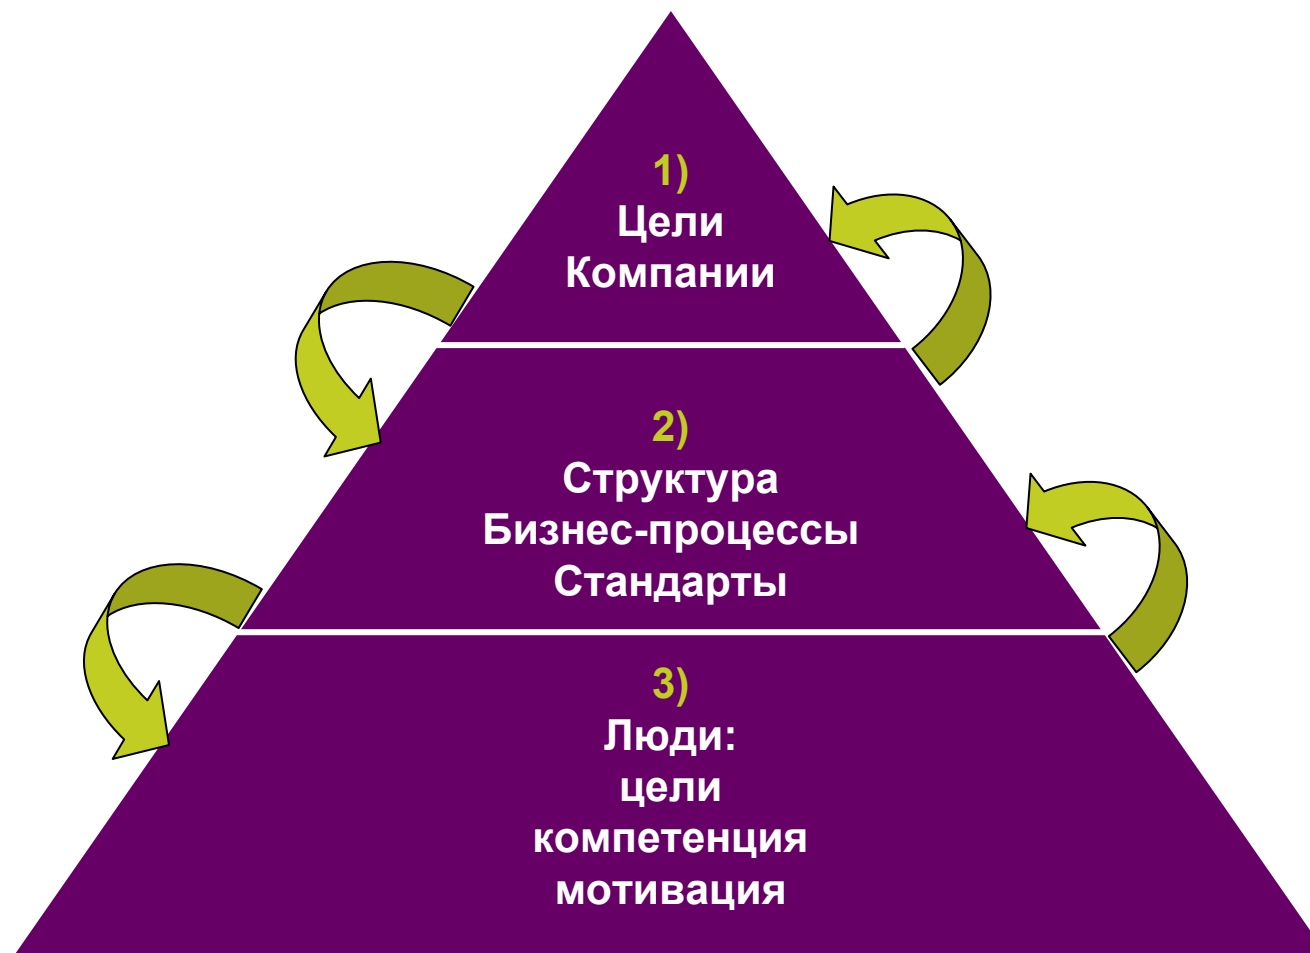 1)
Цели
Компании
2)
Структура
Бизнес-процессы
Стандарты
3)
Люди:
цели
компетенция
мотивация